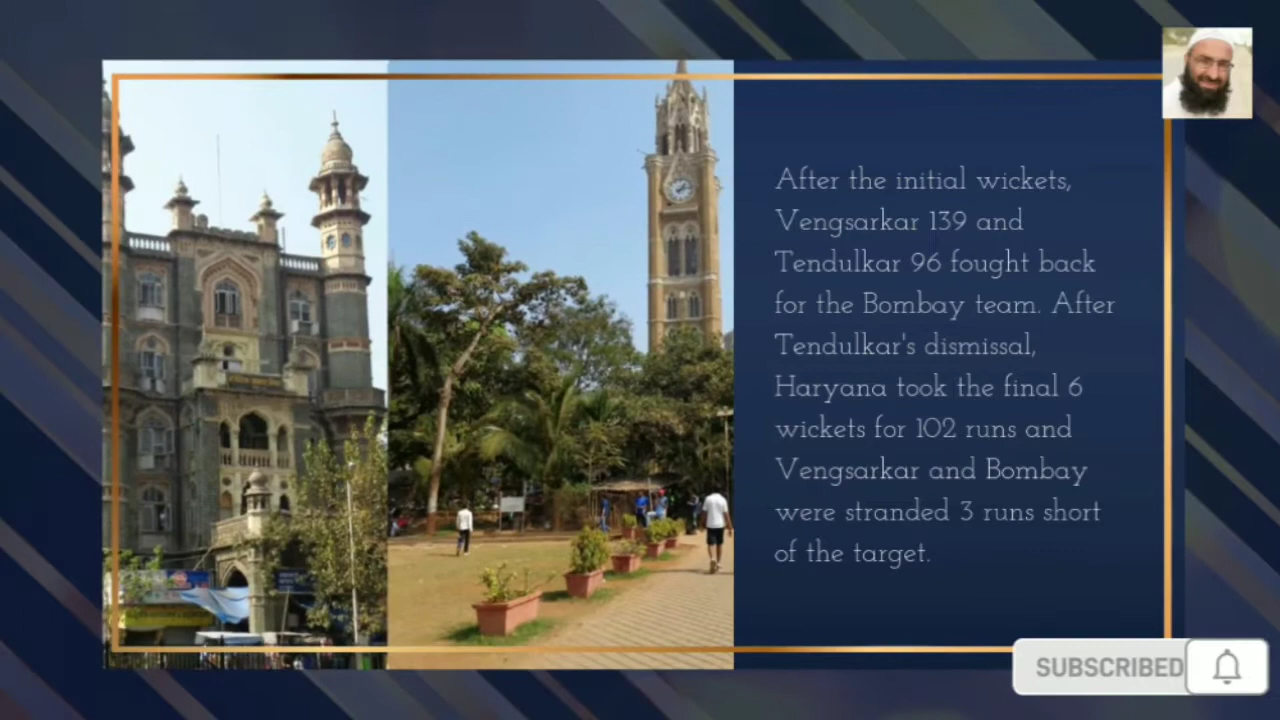 After the initial wickets,
Vengsarkar 139 and
Tendulkar 96 fought back
for the Bombay team. After
Tendulkar's dismissal,
Haryana took the final 6
wickets for 102 runs and
Vengsarkar and Bombay
were stranded 3 runs short
of the target.
SUBSCRIBED